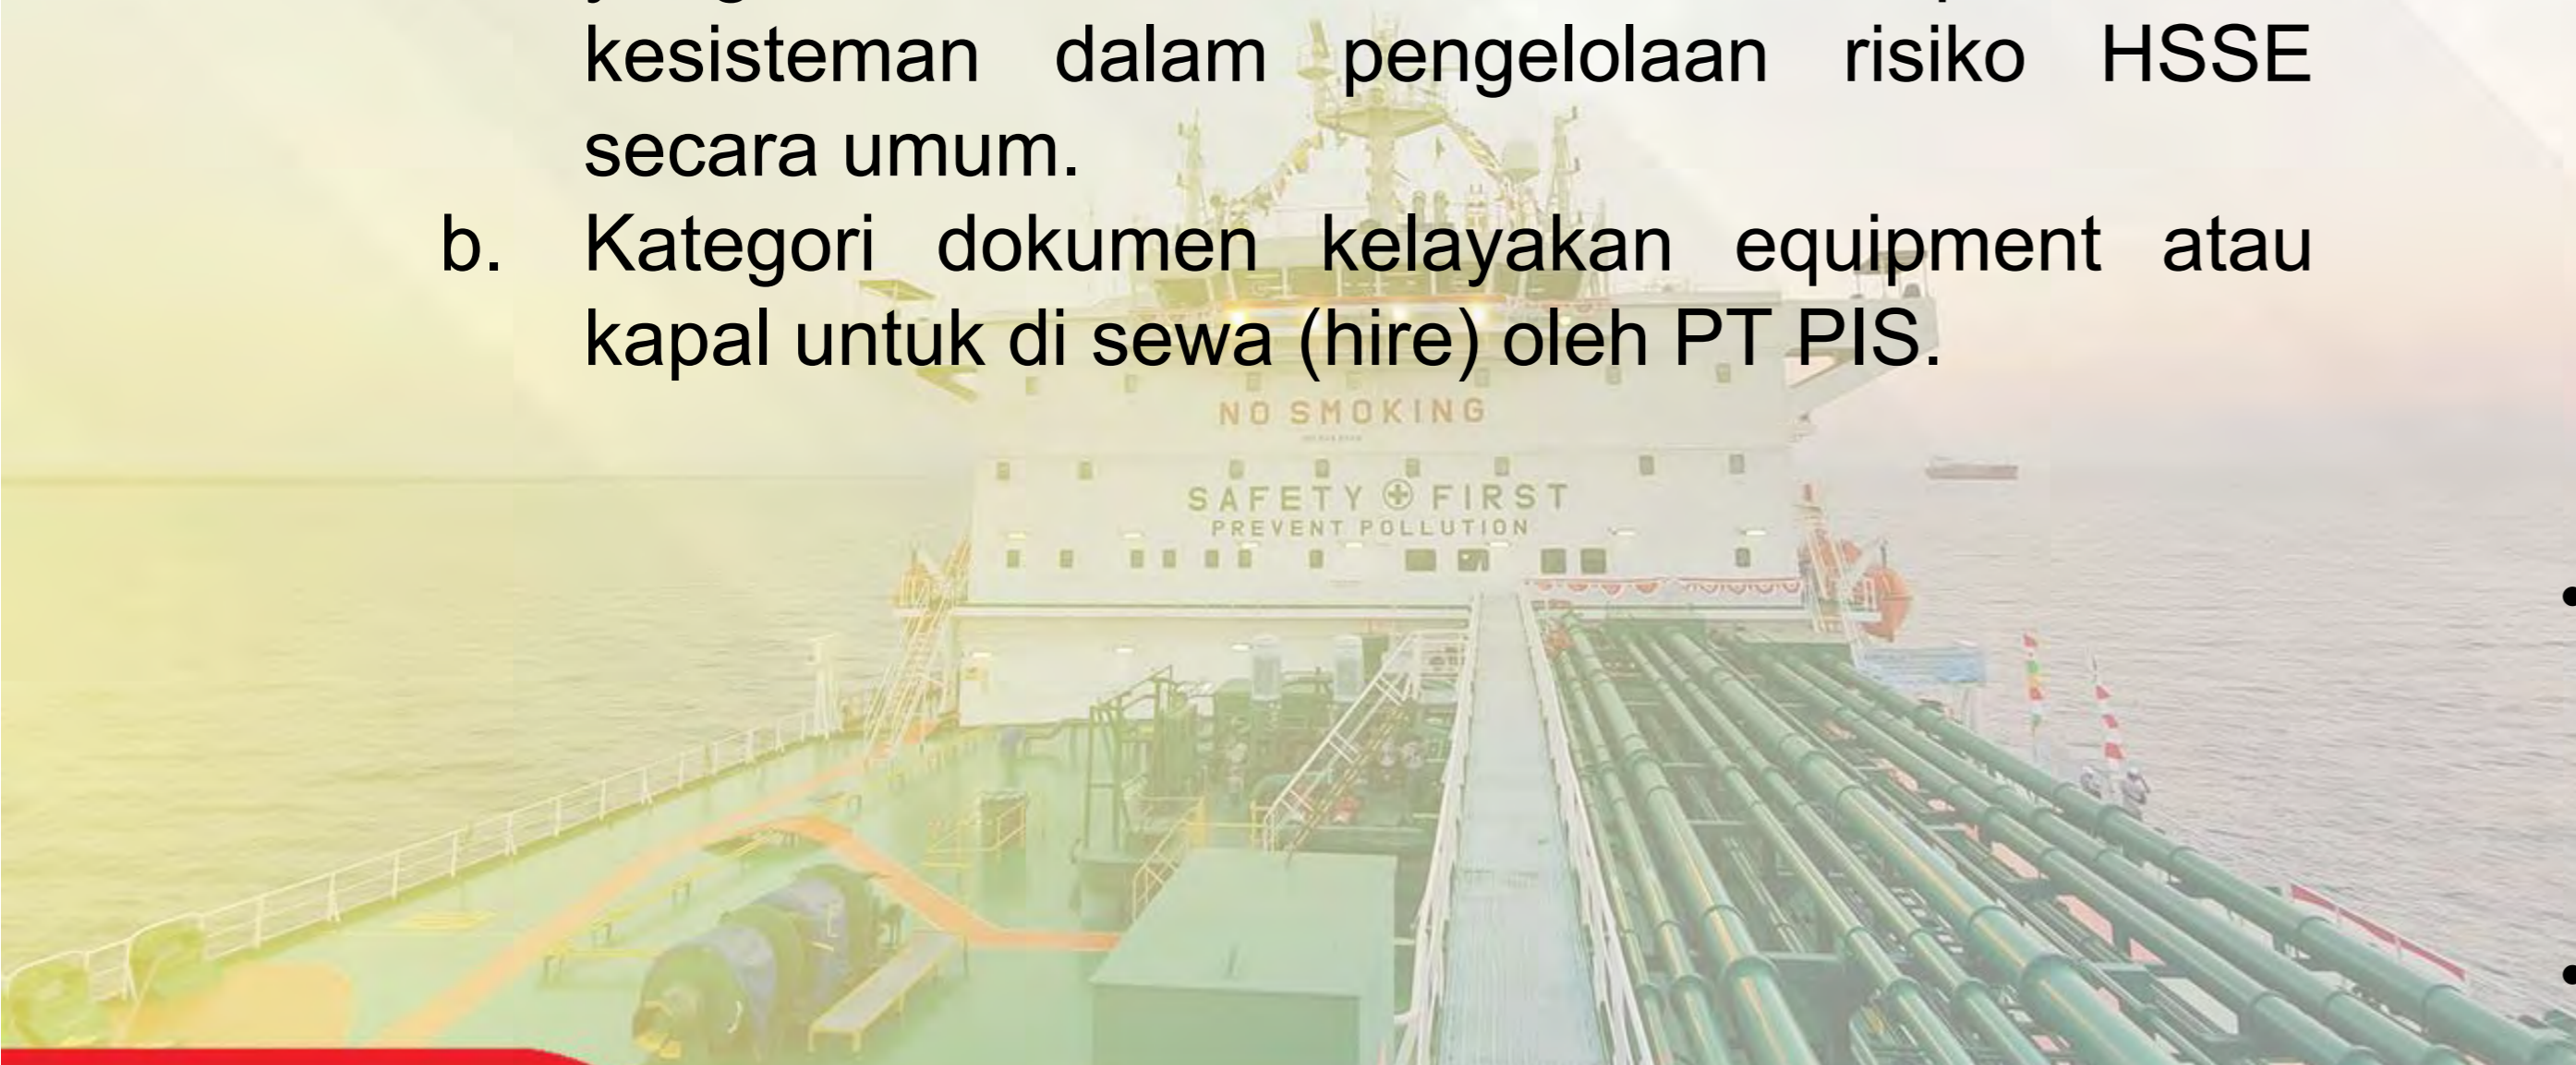 kesisteman dalam pengelolaan risiko HSSE
secara umum.
b. Kategori dokumen kelayakan equipment atau
kapal untuk di sewa (hire) oleh PT PIS.
NO SMOKING
SAFETY FIRST
PREVENT POLLUTION